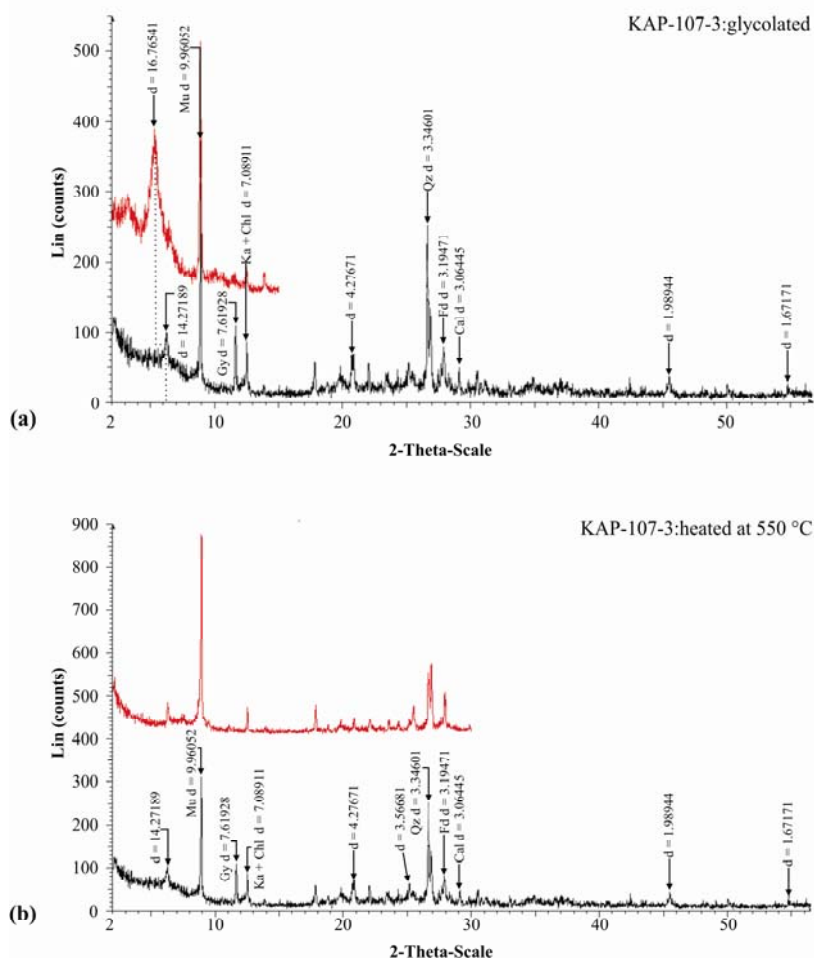 KAP-107-3:glycolated
d = 16.76541
Mu d = 9.96052
Ka + Chl d = 7.08911
Gy d = 7.61928
d = 14.27189
d = 4.27671
Qz d = 3.34601
Fd d = 3.19471
Cal d = 3.06445
d = 1.98944
d = 1.67171
Lin (counts)
500
400
300
200
100
0
2
10
20
30
40
50
2-Theta-Scale
(a)
KAP-107-3:heated at 550 °C
d = 14.27189
Mu d = 9.96052
Gy d = 7.61928
Ka + Chl d = 7.08911
d = 4.27671
d = 3.56681
Qz d = 3.34601
Fd d = 3.19471
Cal d = 3.06445
d = 1.98944
d = 1.67171
Lin (counts)
900
800
700
600
500
400
300
200
100
0
2
10
20
30
40
50
2-Theta-Scale
(b)